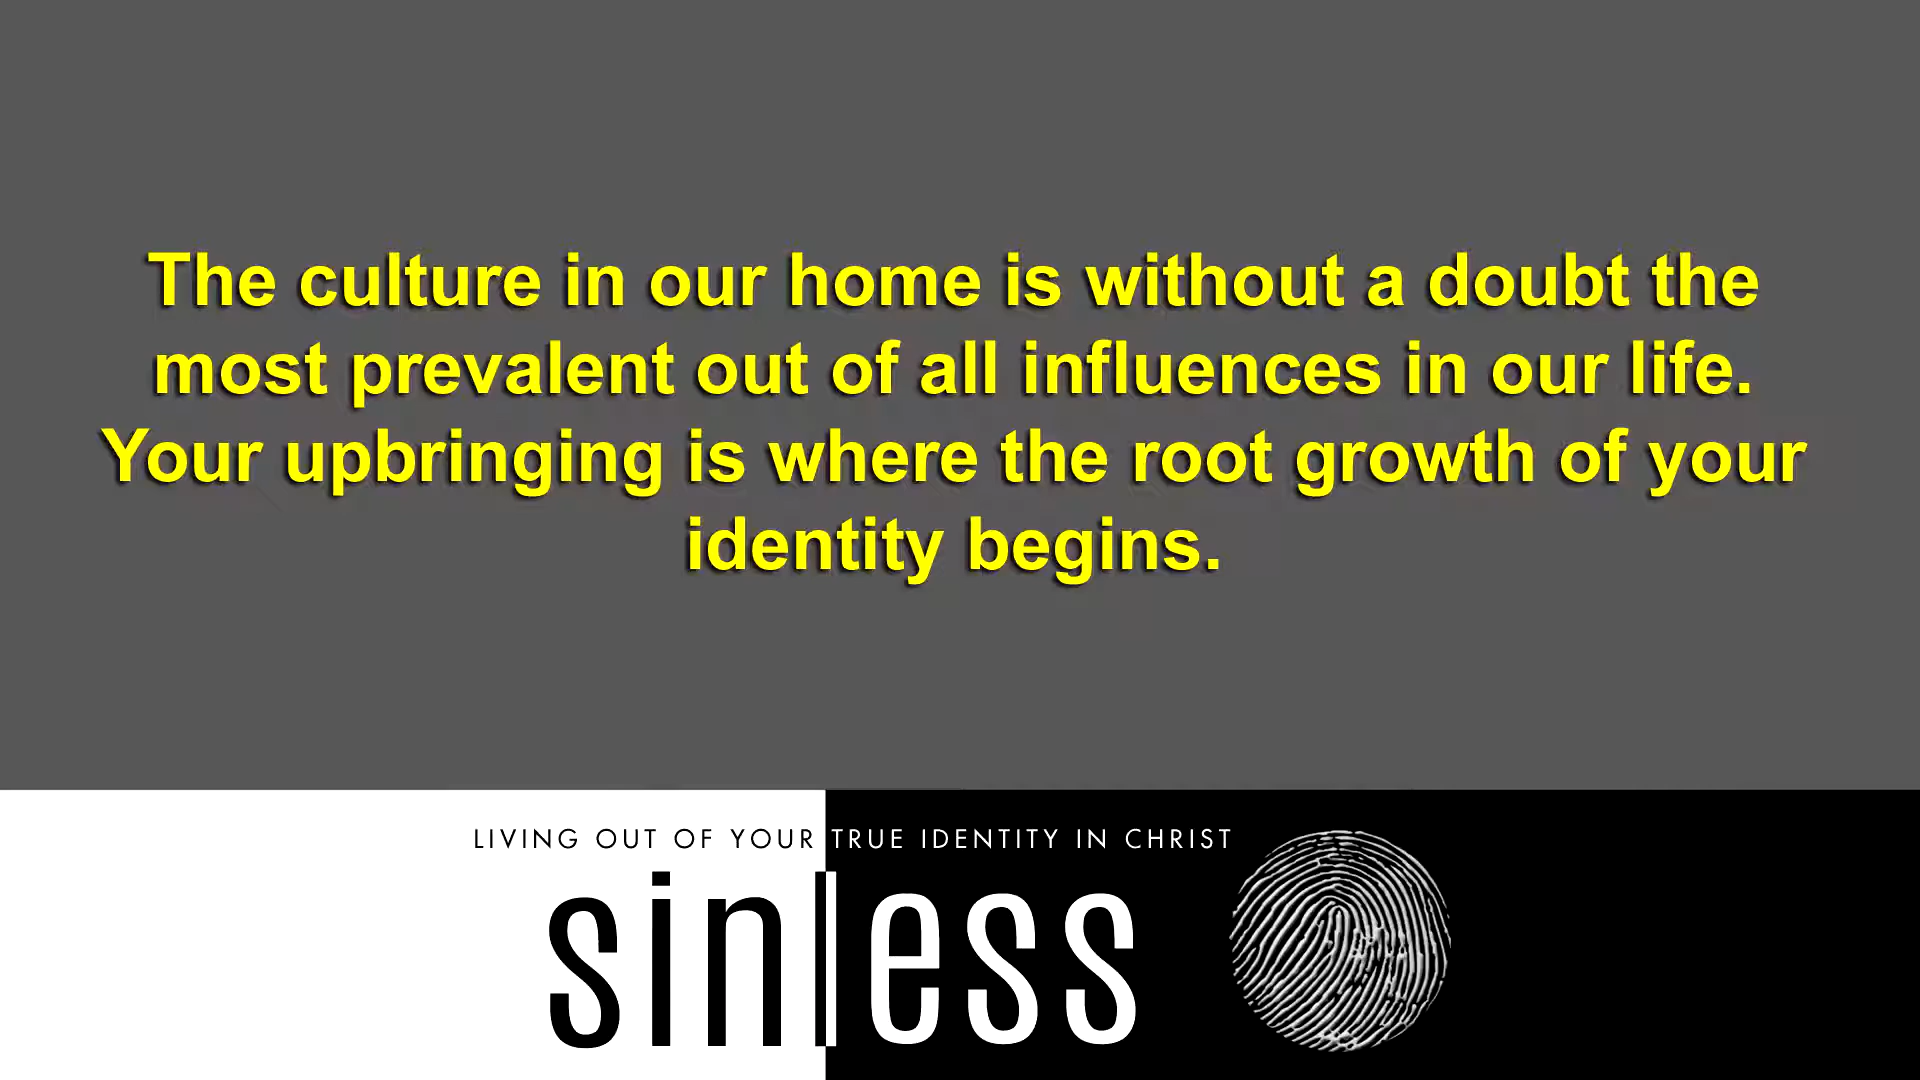 The culture in our home is without a doubt the
most prevalent out of all influences in our life.
Your upbringing is where the root growth of your
identity begins.
LIVING OUT OF YOUR TRUE IDENTITY IN CHRIST
sinless